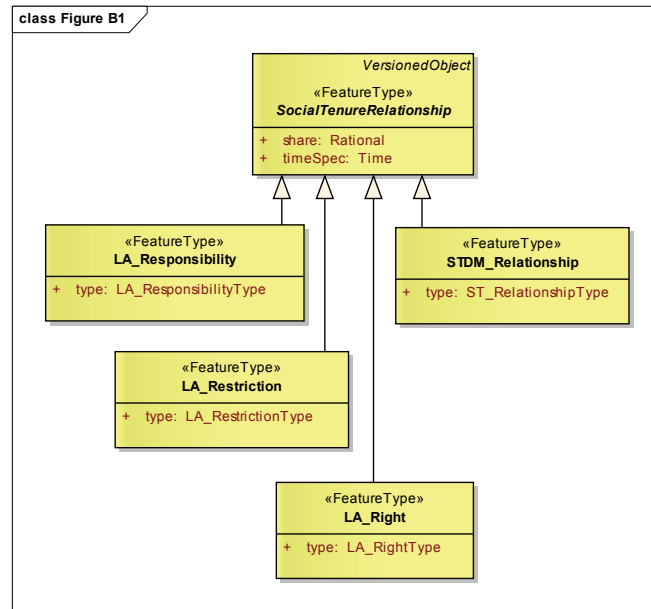 class Figure B1
VersionedObject
«FeatureType»
SocialTenureRelationship
+ share: Rational
+ timeSpec: Time
«FeatureType»
LA_Responsibility
+ type: LA_ResponsibilityType
«FeatureType»
STDM_Relationship
+ type: ST_RelationshipType
«FeatureType»
LA_Restriction
+ type: LA_RestrictionType
«FeatureType»
LA_Right
+ type: LA_RightType